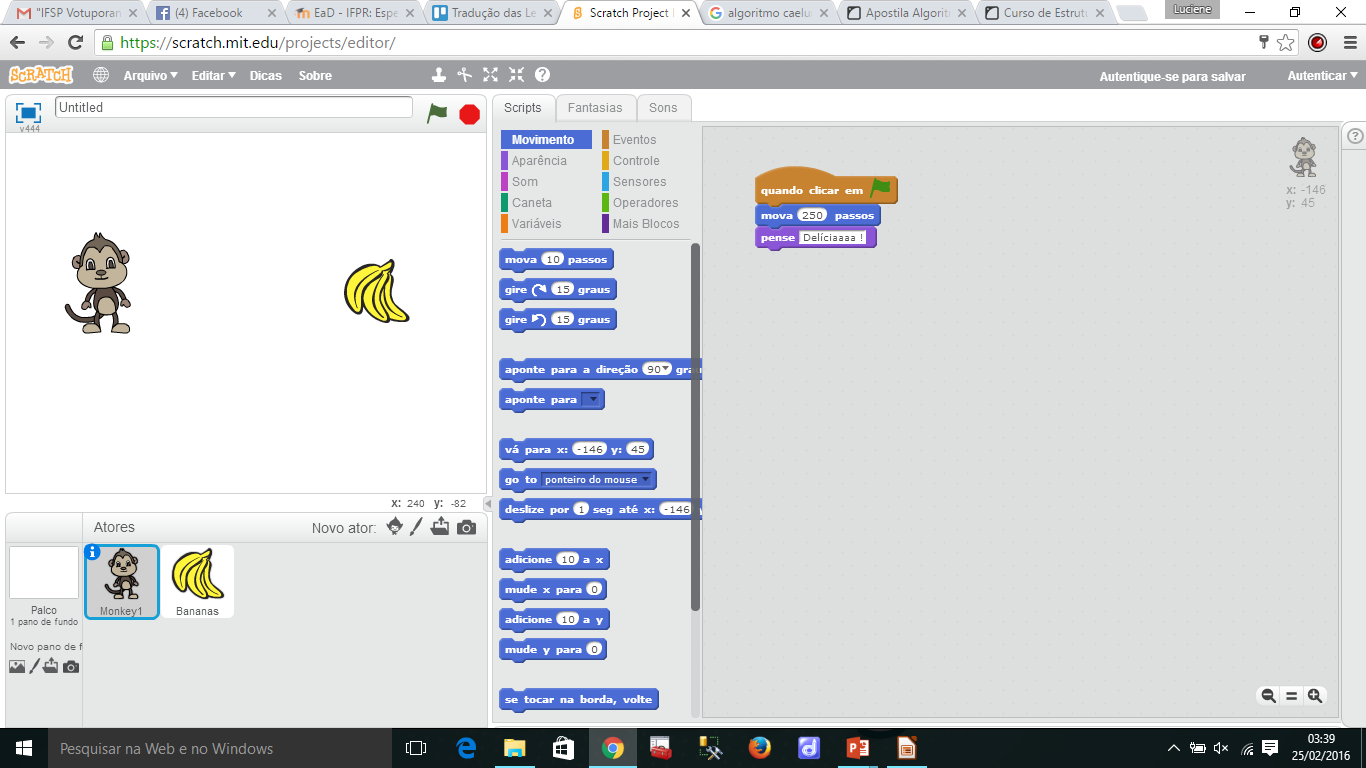 "IFSP Votuporan
(4) Facebook
EaD - IFPR: Espe
Tradução das Le
Scratch Project E
algoritmo caelum
Apostila Algoritm
Curso de Estrutu
Luciene
https://scratch.mit.edu/projects/editor/
SCRATCH
Arquivo
Editar
Dicas
Sobre
Autentique-se para salvar
Autenticar
Untitled
v444
Scripts
Fantasias
Sons
Movimento
Eventos
Aparência
Controle
Som
Sensores
Caneta
Operadores
Variáveis
Mais Blocos
mova 10 passos
gire 15 graus
gire 15 graus
aponte para a direção 90 grau
aponte para
vá para x: -146 y: 45
go to ponteiro do mouse
deslize por 1 seg até x: -146 y
adicione 10 a x
mude x para 0
adicione 10 a y
mude y para 0
se tocar na borda, volte
quando clicar em
mova 250 passos
pense Delíciaaaa !
x: -146
y: 45
x: 240 y: -82
Atores
Novo ator:
Palco
1 pano de fundo
Novo pano de f
Monkey1
Bananas
Pesquisar na Web e no Windows
03:39
25/02/2016